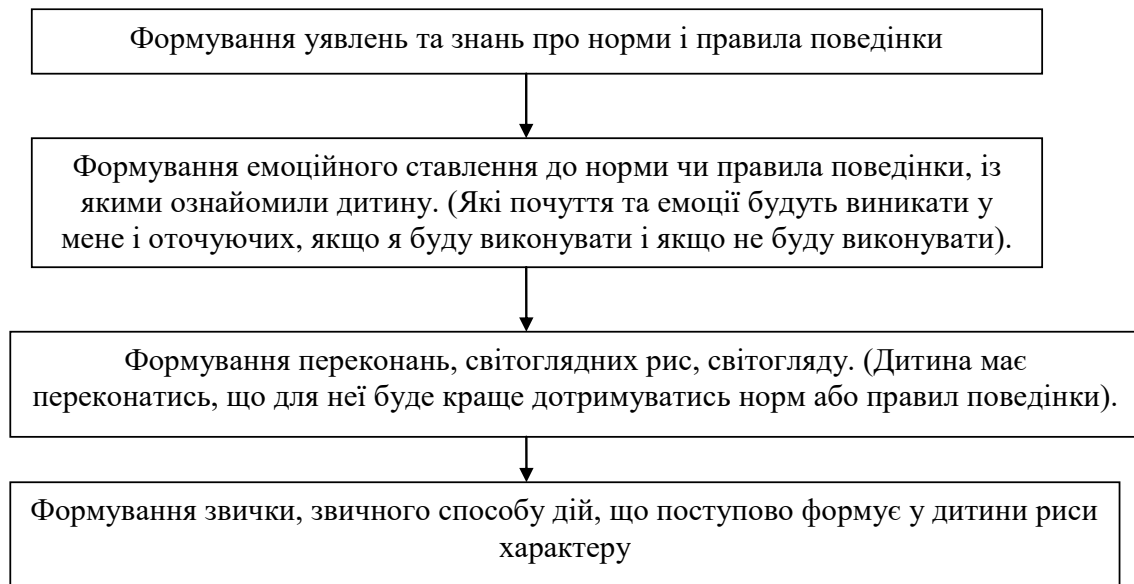 Формування уявлень та знань про норми і правила поведінки
Формування емоційного ставлення до норми чи правила поведінки, із
якими ознайомили дитину. (Які почуття та емоції будуть виникати у
мене і оточуючих, якщо я буду виконувати і якщо не буду виконувати).
Формування переконань, світоглядних рис, світогляду. (Дитина має
переконатись, що для неї буде краще дотримуватись норм або правил поведінки).
Формування звички, звичного способу дій, що поступово формує у дитини риси
характеру